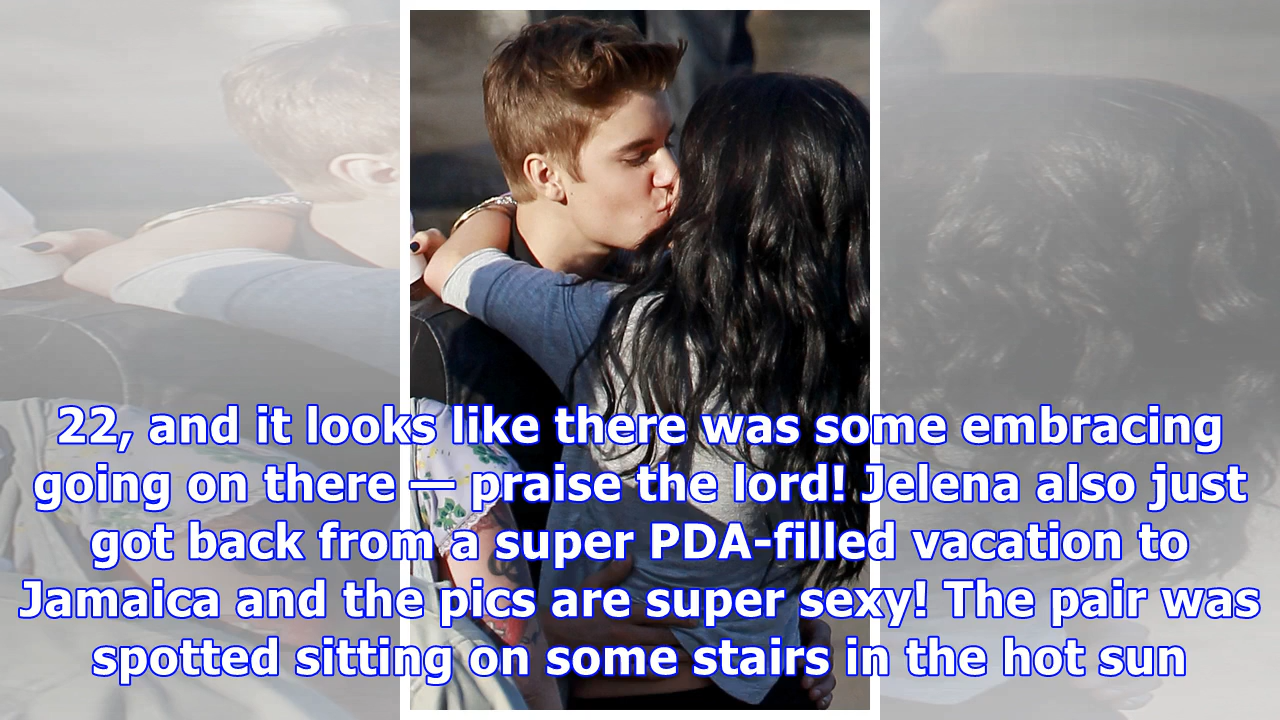 22, and it looks like there was some embracing
going on there — praise the lord! Jelena also just
got back from a super PDA-filled vacation to
Jamaica and the pics are super sexy! The pair was
spotted sitting on some stairs in the hot sun